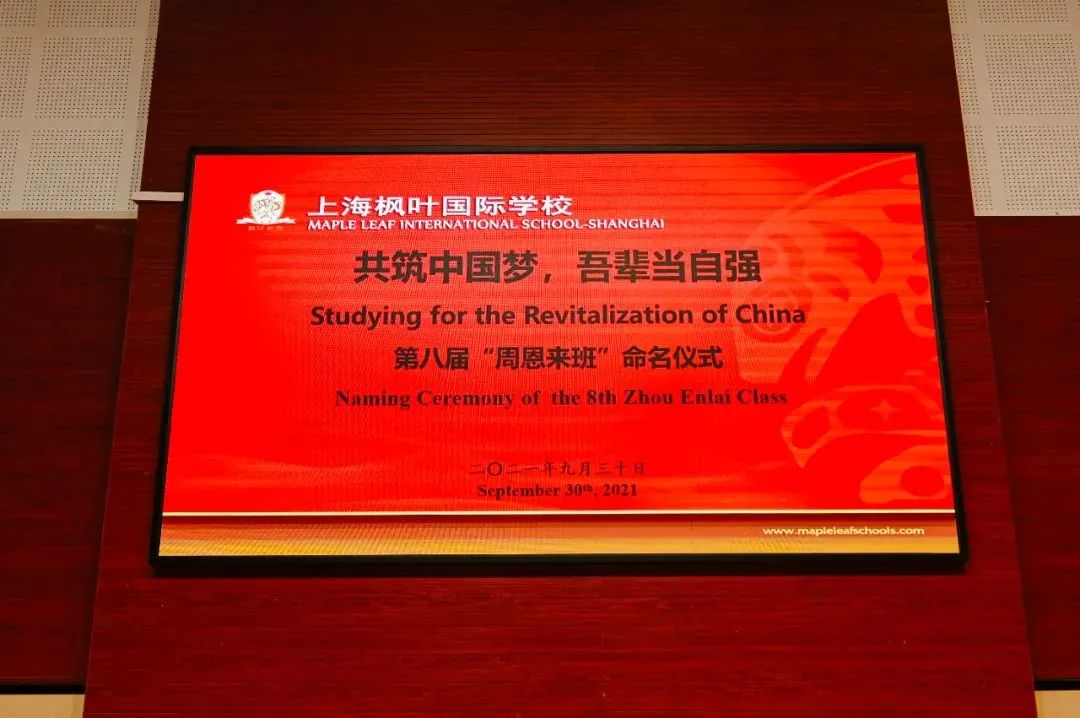 上海枫叶国际学校
MAPLE LEAF INTERNATIONAL SCHOOL-SHANGHAI
共筑中国梦，吾辈当自强
Studying for the Revitalization of China
第八届“周恩来班”命名仪式
Naming Ceremony of the 8th Zhou Enlai Class
二〇二一年九月三十日
September 30th, 2021
www.mapleleafschools.com